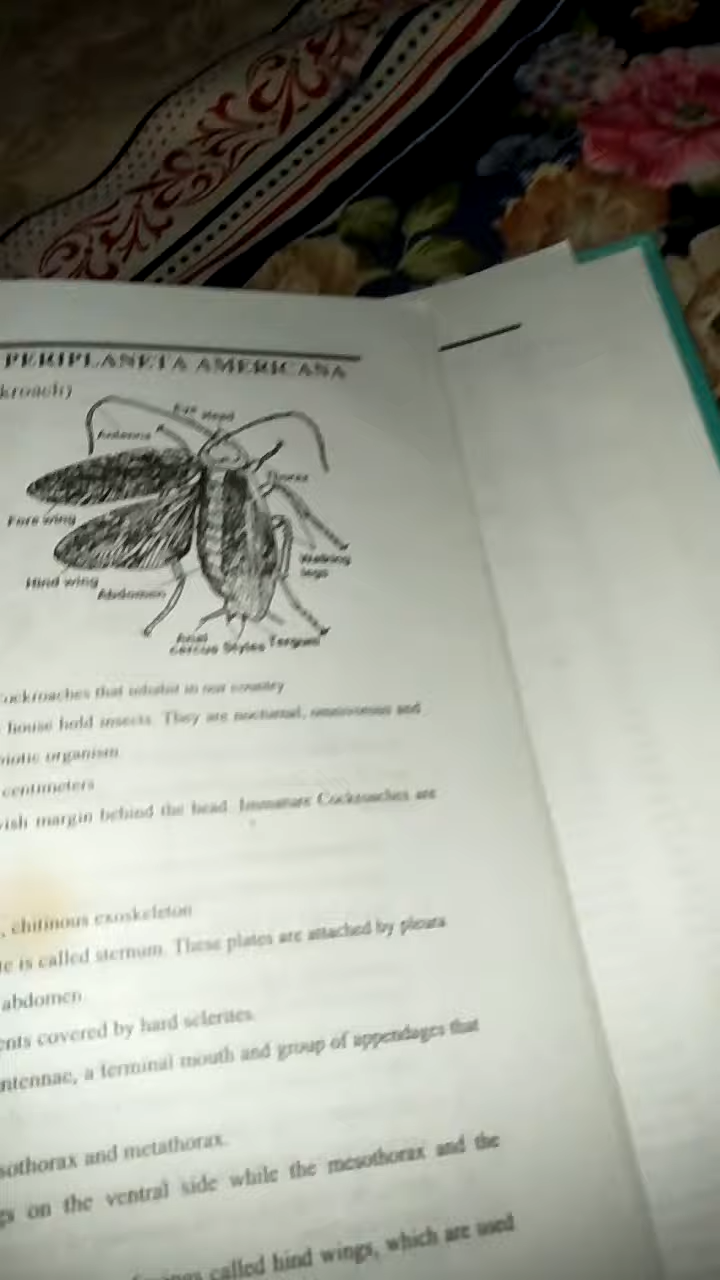 PERIPLANETA AMERICANA
kroach)
Eye Head
Antenna
Thorax
Fore wing
Walking
legs
Hind wing
Abdomen
Anal
cercus Styles Tergum
Cockroaches that inhabit in our country
house hold insects. They are nocturnal, omnivorous and
biotic organism
centimeters
wish margin behind the head. Immature Cockroaches are
, chitinous exoskeleton
te is called sternum. These plates are attached by pleura
abdomen
ents covered by hard sclerites.
ntennae, a terminal mouth and group of appendages that
sothorax and metathorax.
gs on the ventral side while the mesothorax and the
called hind wings, which are used